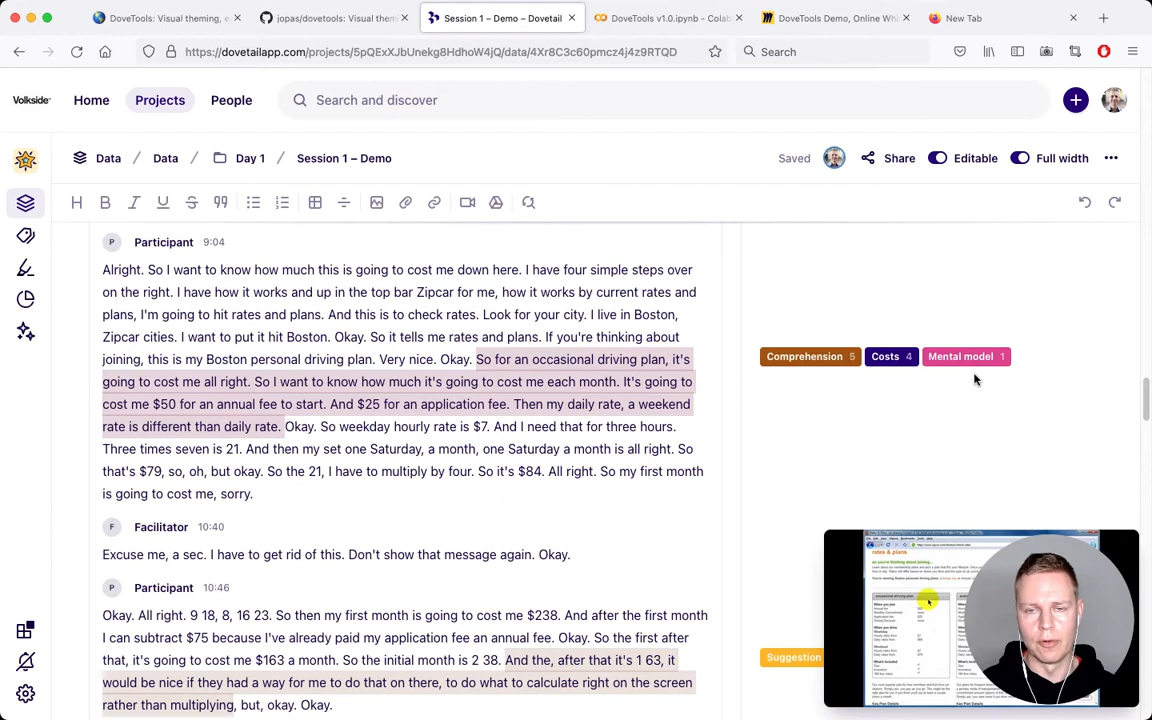 DoveTools: Visual theming, e
jopas/dovetools: Visual them
Session 1 – Demo – Dovetail
DoveTools v1.0.ipynb - Colab
DoveTools Demo, Online Whi
New Tab
https://dovetailapp.com/projects/5pQExXJbUnekg8HdhoW4jQ/data/4Xr8C3c60pmcz4j4z9RTQD
Search
Volkside
Home
Projects
People
Search and discover
Data / Data / Day 1 / Session 1 – Demo
Saved
Share
Editable
Full width
P
Participant 9:04
Alright. So I want to know how much this is going to cost me down here. I have four simple steps over
on the right. I have how it works and up in the top bar Zipcar for me, how it works by current rates and
plans, I'm going to hit rates and plans. And this is to check rates. Look for your city. I live in Boston,
Zipcar cities. I want to put it hit Boston. Okay. So it tells me rates and plans. If you're thinking about
joining, this is my Boston personal driving plan. Very nice. Okay. So for an occasional driving plan, it's
going to cost me all right. So I want to know how much it's going to cost me each month. It's going to
cost me $50 for an annual fee to start. And $25 for an application fee. Then my daily rate, a weekend
rate is different than daily rate. Okay. So weekday hourly rate is $7. And I need that for three hours.
Three times seven is 21. And then my set one Saturday, a month, one Saturday a month is all right. So
that's $79, so, oh, but okay. So the 21, I have to multiply by four. So it's $84. All right. So my first month
is going to cost me, sorry.
Comprehension 5
Costs 4
Mental model 1
F
Facilitator 10:40
Excuse me, a sec. I have to get rid of this. Don't show that message again. Okay.
P
Participant 10:46
Okay. All right. 9 18, 8, 16 23. So then my first month is going to cost me $238. And after the first month
I can subtract $75 because I've already paid my application fee an annual fee. Okay. So the first after
that, it's going to cost me $163 a month. So the initial month is 2 38. And the, after that it's 1 63, it
would be nice if they had a way for me to do that on there, to do what to calculate right on the screen
rather than multiplying, but, okay. Okay.
Suggestion
rates & plans